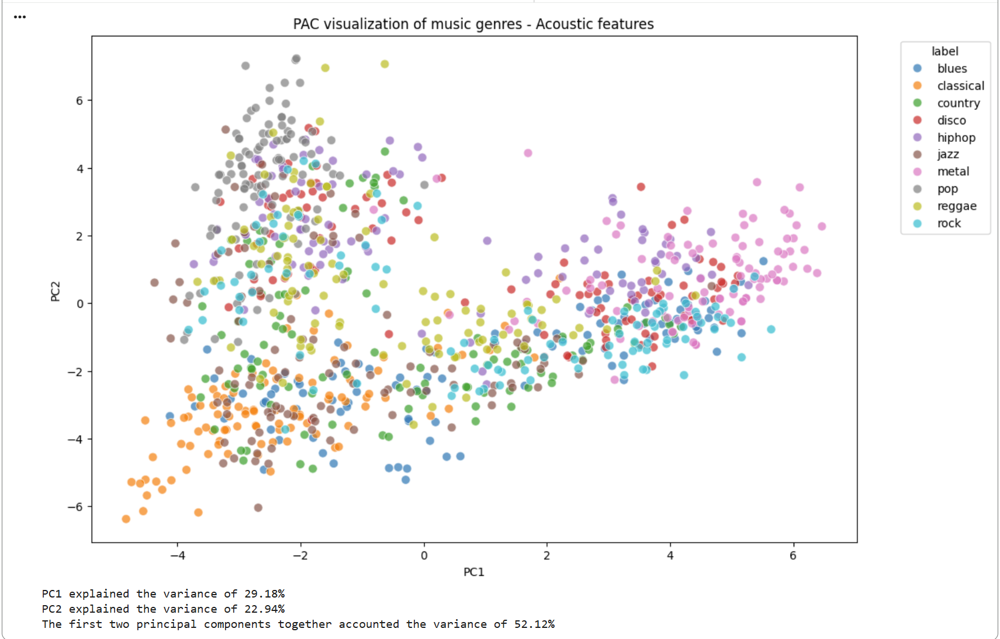 •••
PAC visualization of music genres - Acoustic features
label
blues
classical
country
disco
hiphop
jazz
metal
pop
reggae
rock
PC2
6
4
2
0
−2
−4
−6
−4 −2 0 2 4 6
PC1
PC1 explained the variance of 29.18%
PC2 explained the variance of 22.94%
The first two principal components together accounted the variance of 52.12%